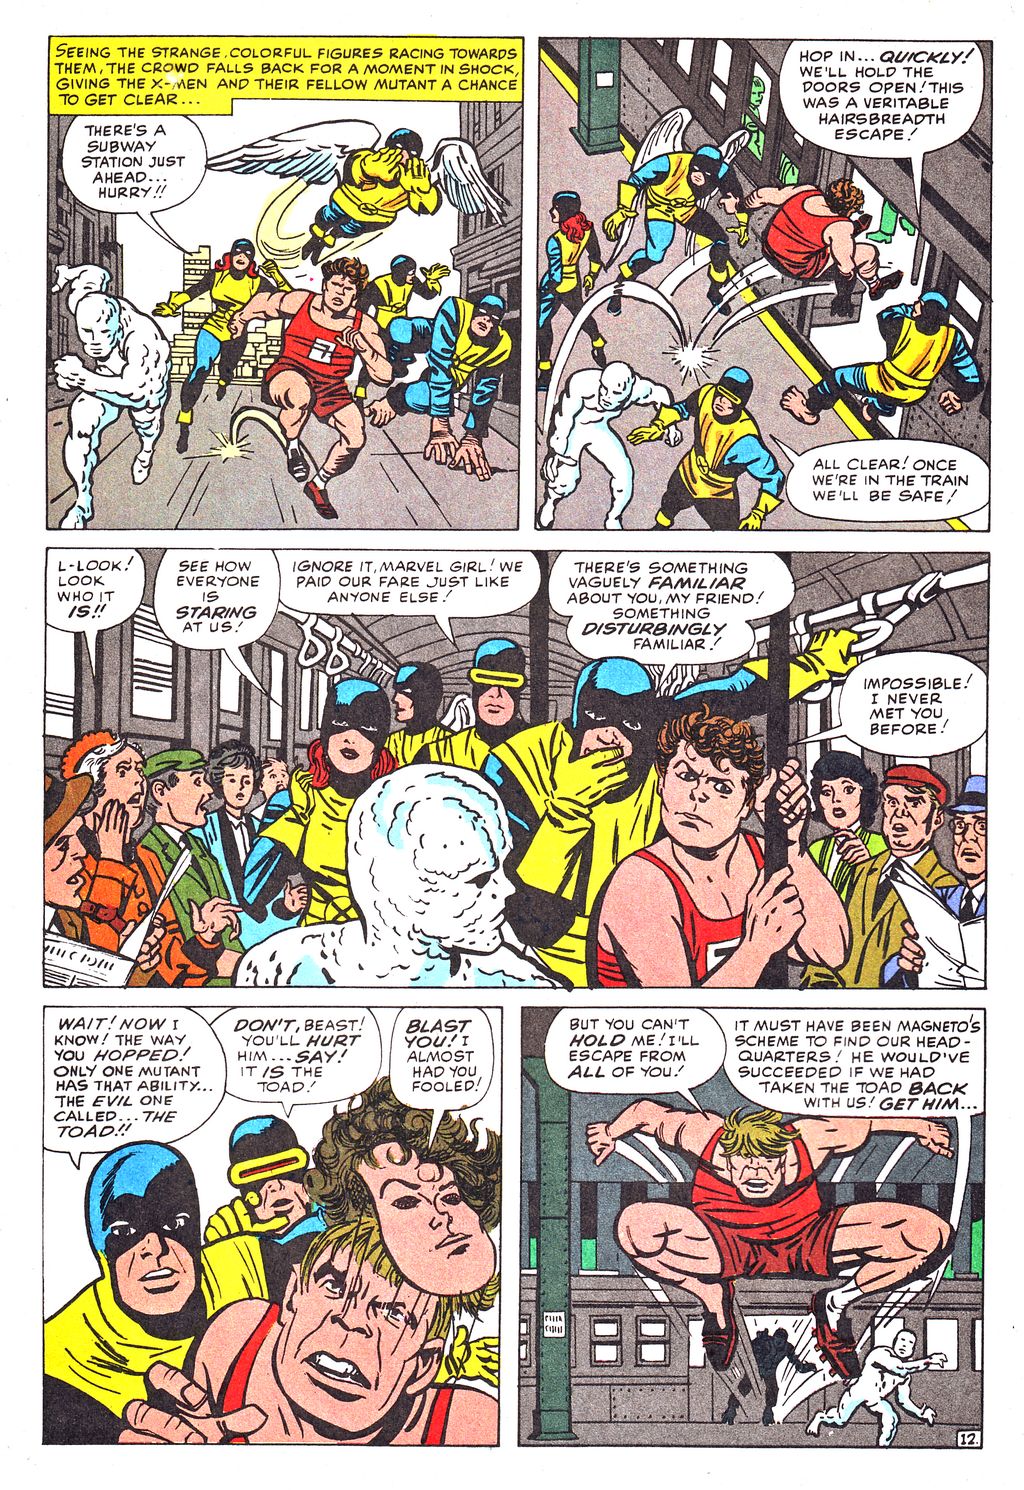 SEEING THE STRANGE, COLORFUL FIGURES RACING TOWARDS
THEM, THE CROWD FALLS BACK FOR A MOMENT IN SHOCK,
GIVING THE X-MEN AND THEIR FELLOW MUTANT A CHANCE
TO GET CLEAR...
THERE'S A
SUBWAY
STATION JUST
AHEAD...
HURRY!!
HOP IN... QUICKLY!
WE'LL HOLD THE
DOORS OPEN! THIS
WAS A VERITABLE
HAIRSBREADTH
ESCAPE!
ALL CLEAR! ONCE
WE'RE IN THE TRAIN
WE'LL BE SAFE!
L-LOOK!
LOOK
WHO IT
IS!!
SEE HOW
EVERYONE
IS
STARING
AT US!
IGNORE IT, MARVEL GIRL! WE
PAID OUR FARE JUST LIKE
ANYONE ELSE!
THERE'S SOMETHING
VAGUELY FAMILIAR
ABOUT YOU, MY FRIEND!
SOMETHING
DISTURBINGLY
FAMILIAR!
IMPOSSIBLE!
I NEVER
MET YOU
BEFORE!
WAIT! NOW I
KNOW! THE WAY
YOU HOPPED!
ONLY ONE MUTANT
HAS THAT ABILITY...
THE EVIL ONE
CALLED... THE
TOAD!!
DON'T, BEAST!
YOU'LL HURT
HIM... SAY!
IT IS THE
TOAD!
BLAST
YOU! I
ALMOST
HAD YOU
FOOLED!
BUT YOU CAN'T
HOLD ME! I'LL
ESCAPE FROM
ALL OF YOU!
IT MUST HAVE BEEN MAGNETO'S
SCHEME TO FIND OUR HEAD-
QUARTERS! HE WOULD'VE
SUCCEEDED IF WE HAD
TAKEN THE TOAD BACK
WITH US! GET HIM...
12.